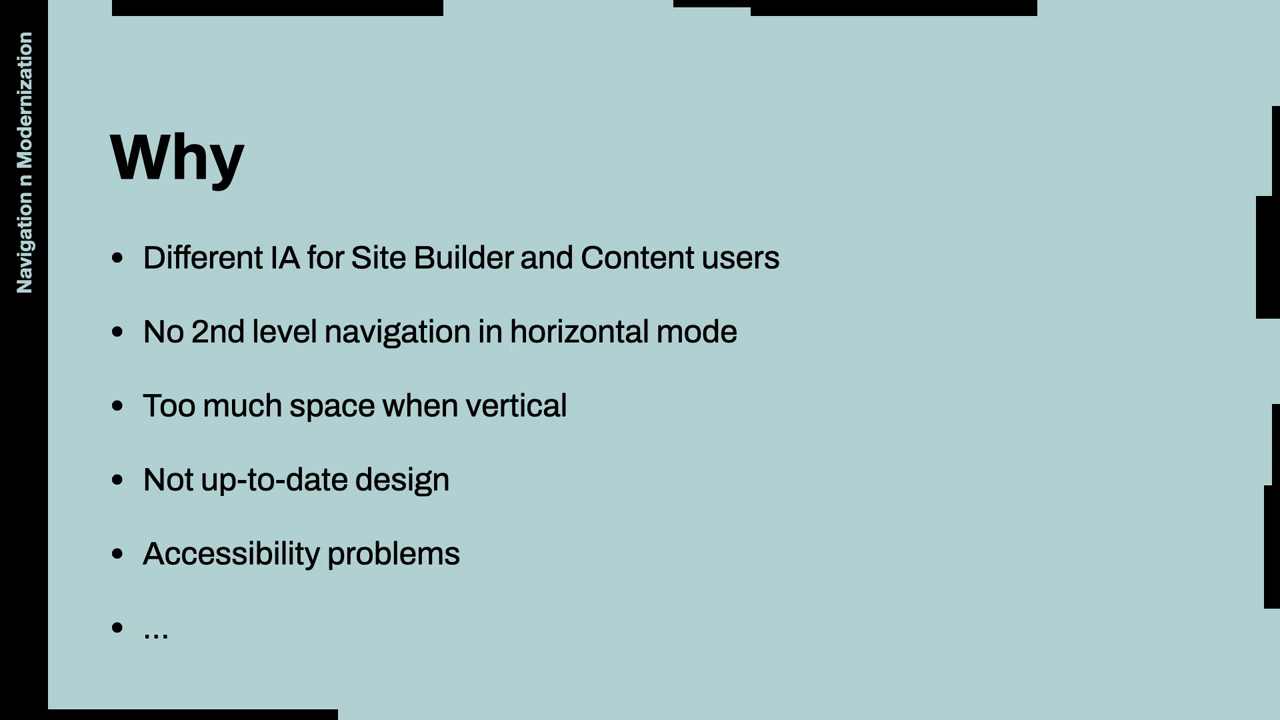 Navigation n Modernization
Why
• Different IA for Site Builder and Content users
• No 2nd level navigation in horizontal mode
• Too much space when vertical
• Not up-to-date design
• Accessibility problems
• ...